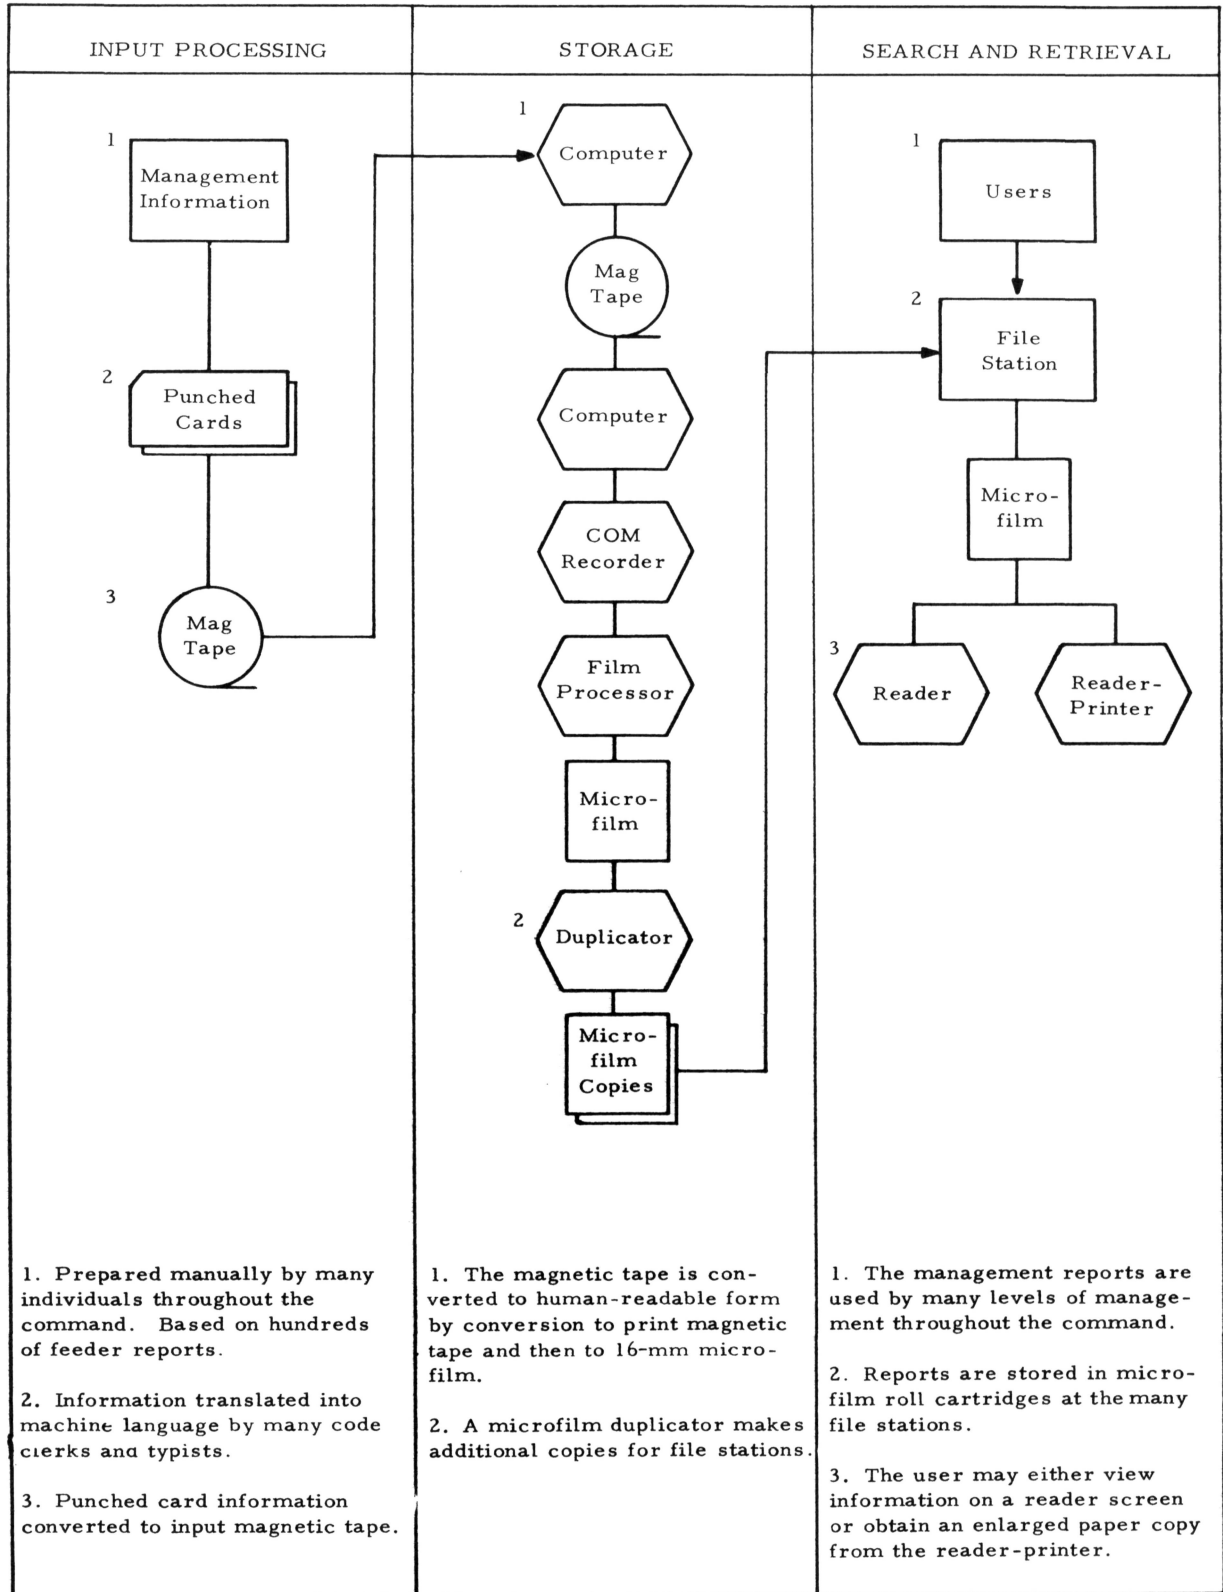 INPUT PROCESSING
STORAGE
SEARCH AND RETRIEVAL
1
Management
Information
2
Punched
Cards
3
Mag
Tape
1. Prepared manually by many
individuals throughout the
command. Based on hundreds
of feeder reports.
2. Information translated into
machine language by many code
clerks and typists.
3. Punched card information
converted to input magnetic tape.
1
Computer
Mag
Tape
Computer
COM
Recorder
Film
Processor
Micro-
film
2
Duplicator
Micro-
film
Copies
1. The magnetic tape is con-
verted to human-readable form
by conversion to print magnetic
tape and then to 16-mm micro-
film.
2. A microfilm duplicator makes
additional copies for file stations.
1
Users
2
File
Station
Micro-
film
3
Reader
Reader-
Printer
1. The management reports are
used by many levels of manage-
ment throughout the command.
2. Reports are stored in micro-
film roll cartridges at the many
file stations.
3. The user may either view
information on a reader screen
or obtain an enlarged paper copy
from the reader-printer.